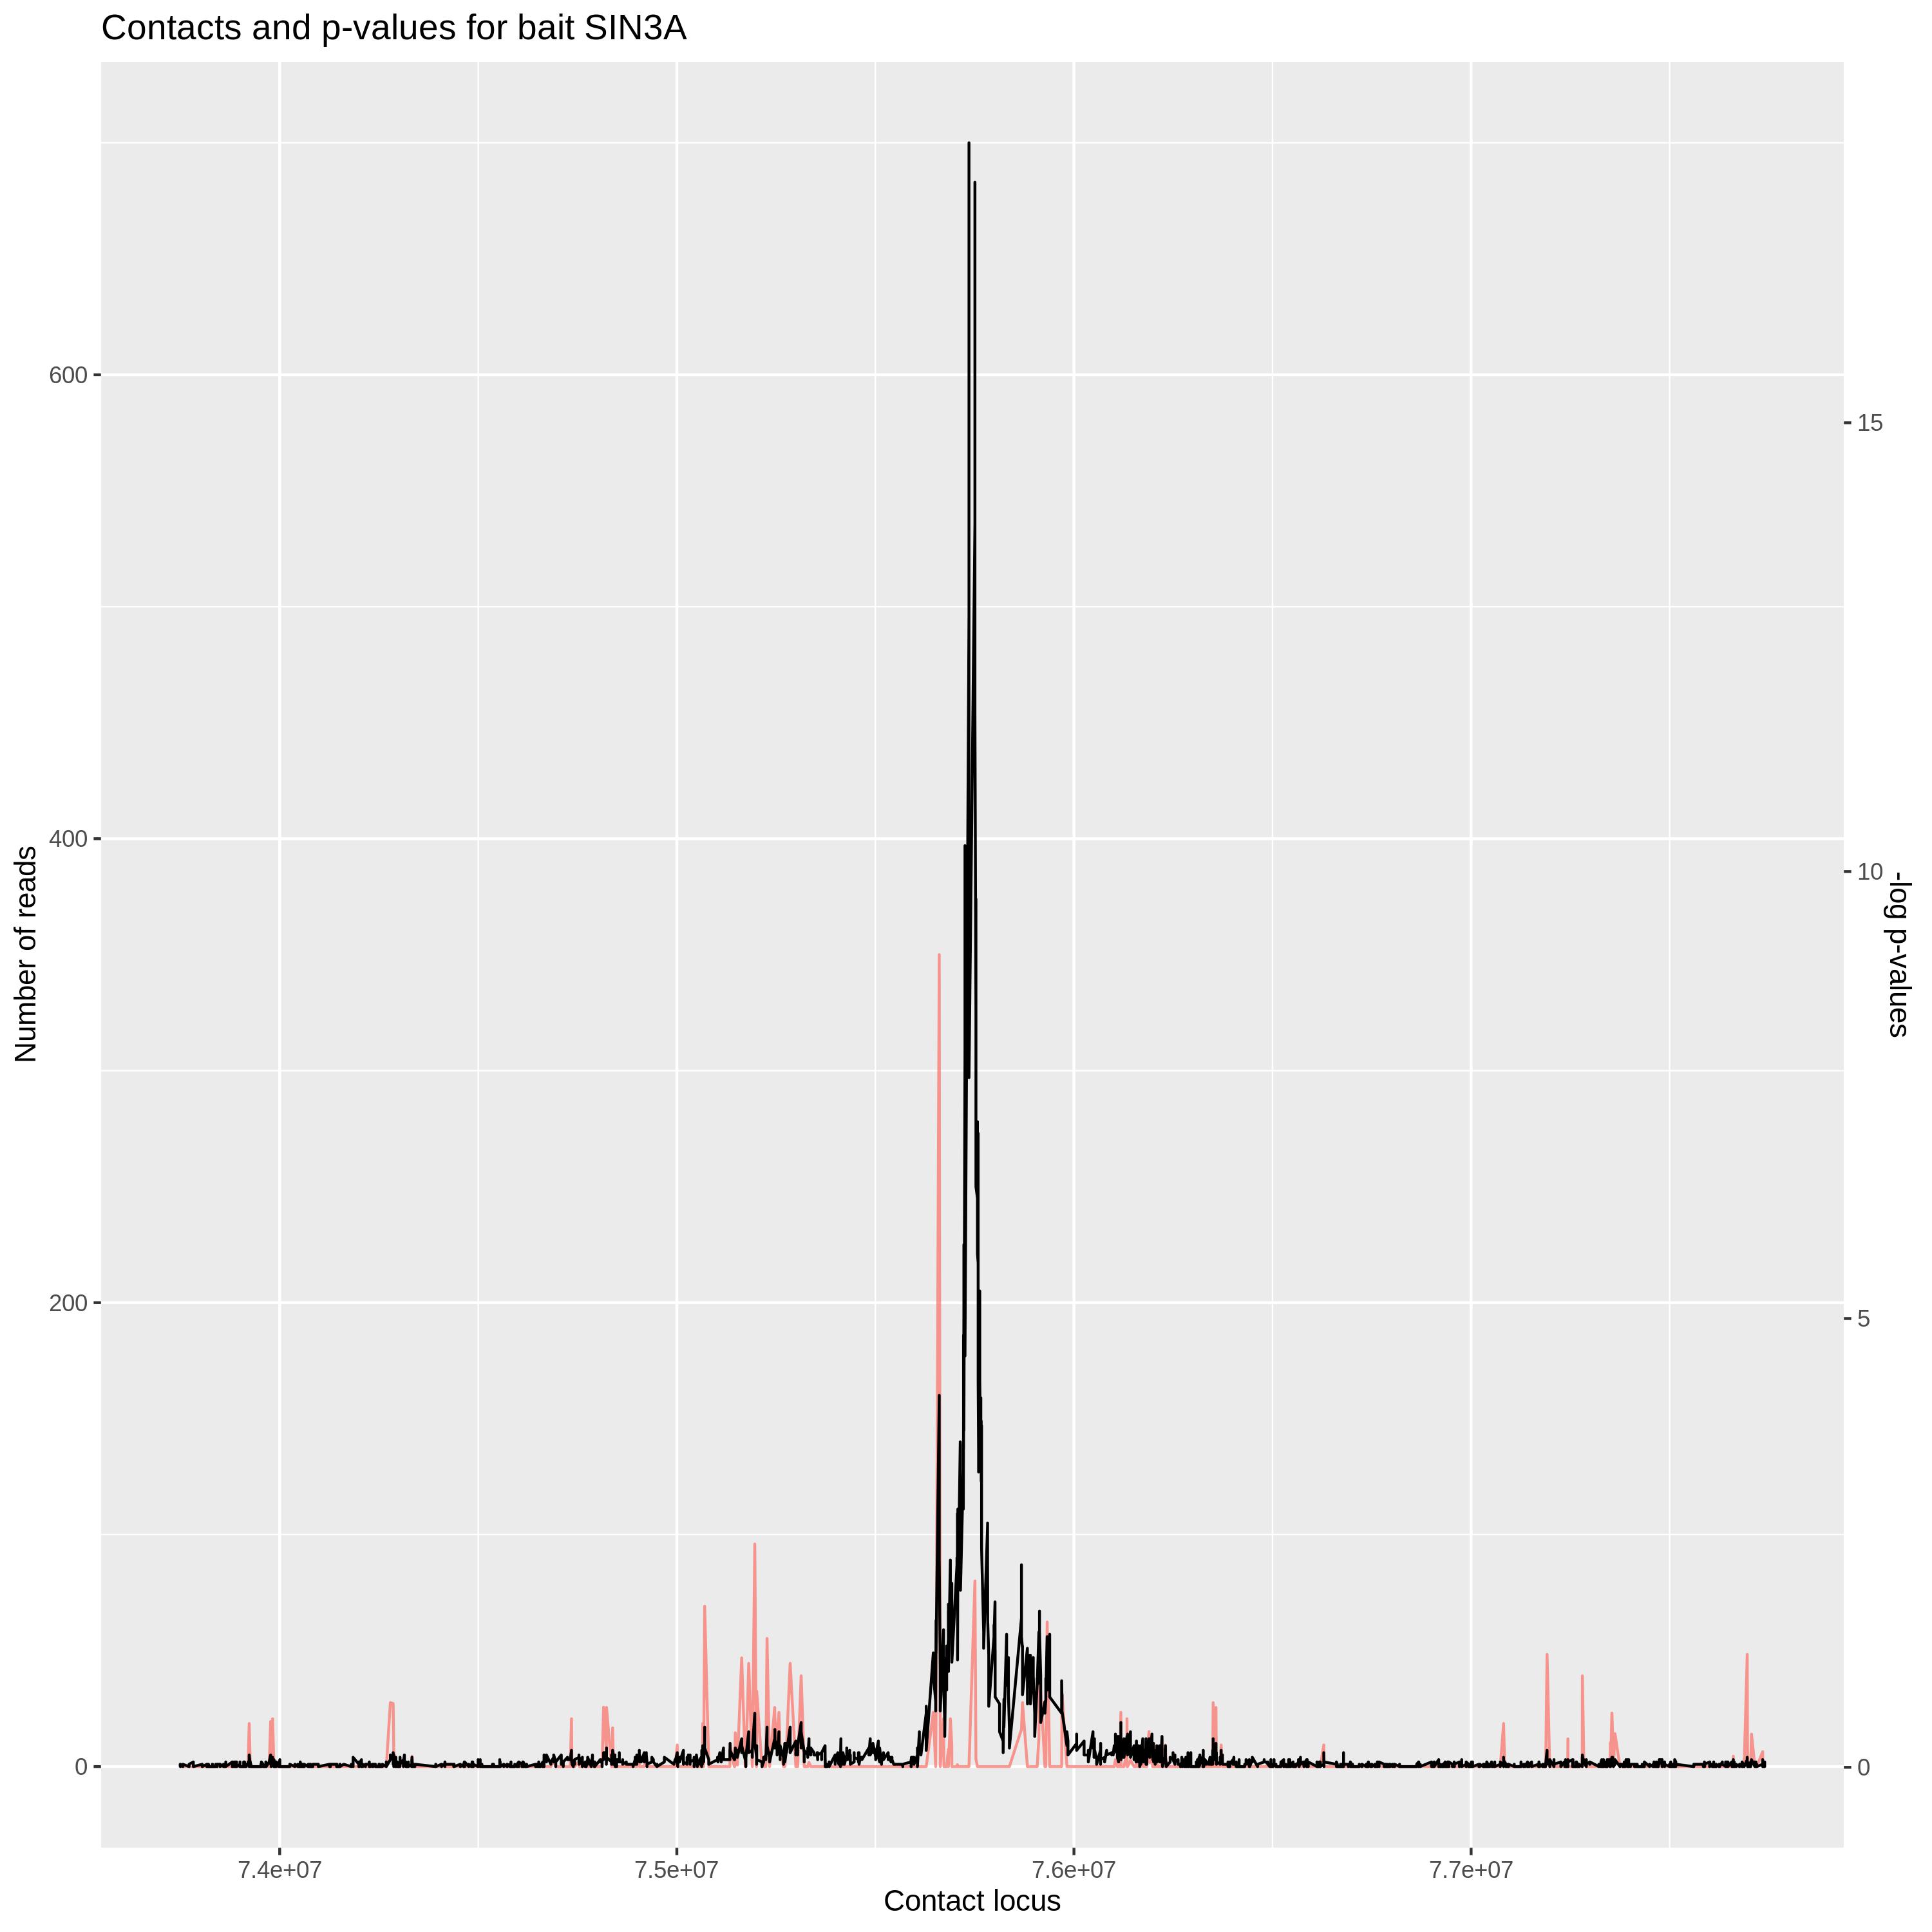 Contacts and p-values for bait SIN3A
600
400
200
0
Number of reads
15
10
5
0
-log p-values
7.4e+07 7.5e+07 7.6e+07 7.7e+07
Contact locus